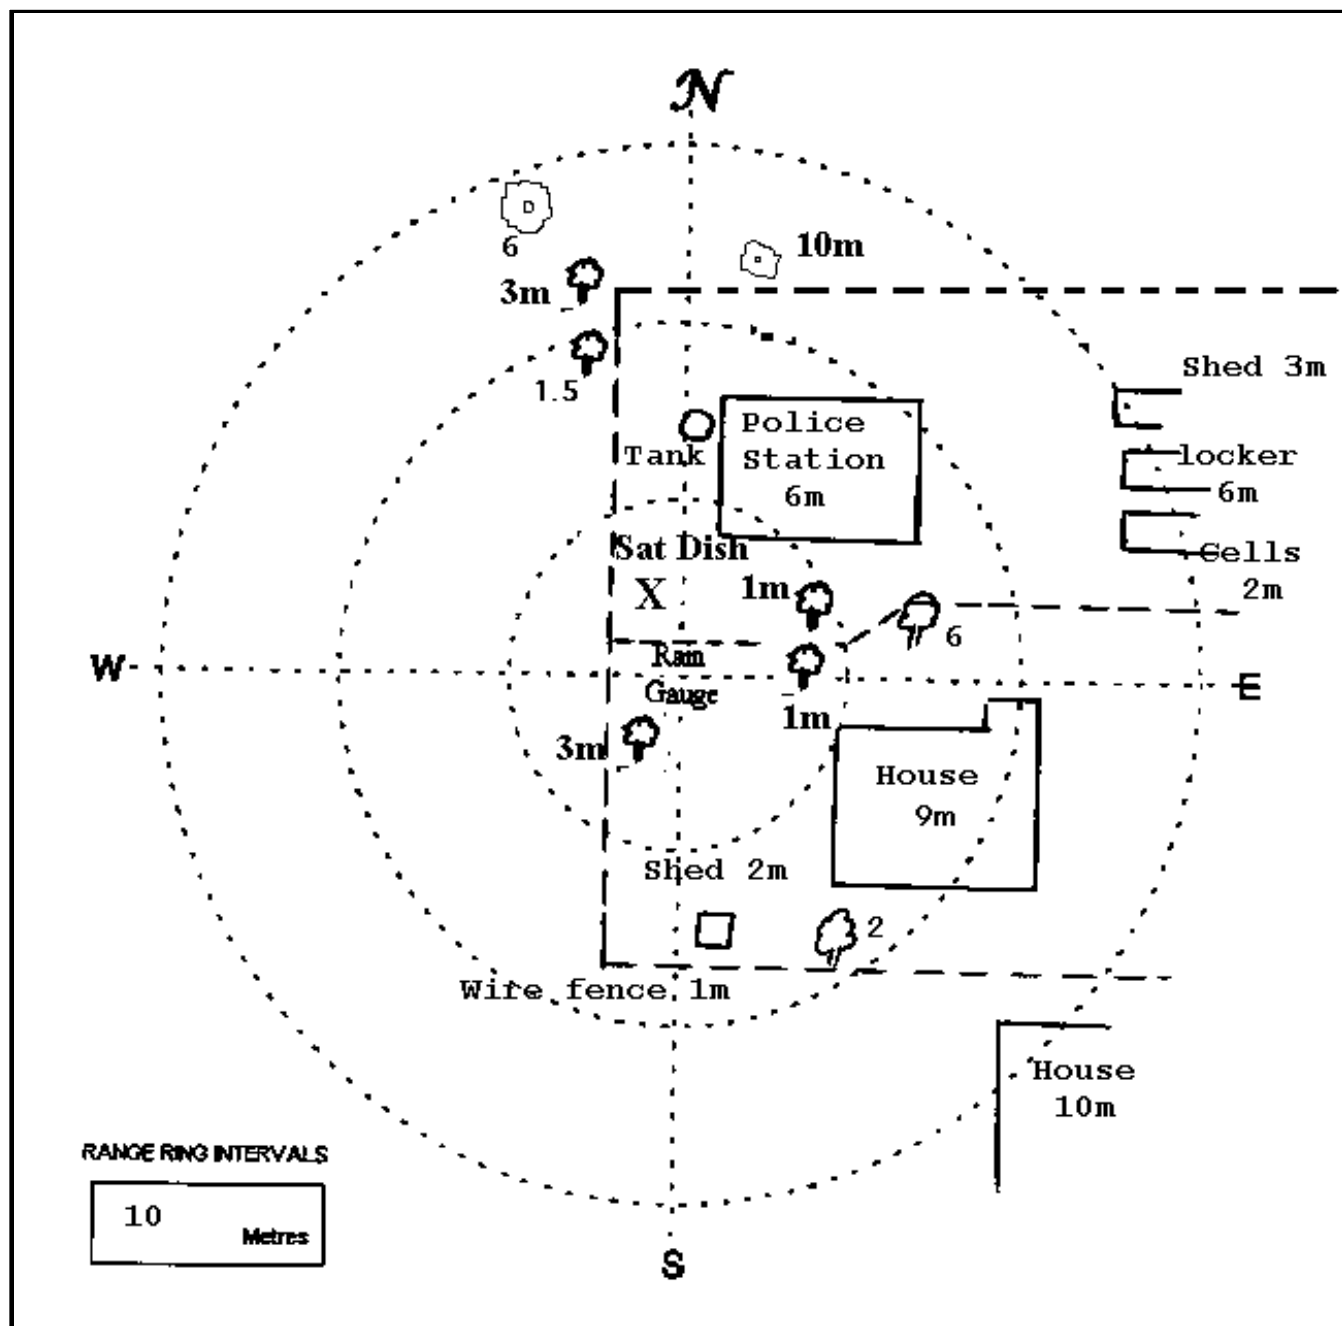 N
6
10m
3m
1.5
Shed 3m
Police
Station
6m
Tank
locker
6m
Cells
2m
Sat Dish
X
1m
6
Rain
Gauge
W
E
1m
3m
House
9m
Shed 2m
2
Wire fence 1m
House
10m
RANGE RING INTERVALS
10 Metres
S